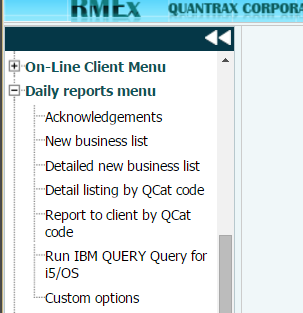 RMEx QUANTRAX CORPORA
On-Line Client Menu
Daily reports menu
Acknowledgements
New business list
Detailed new business list
Detail listing by QCat code
Report to client by QCat
code
Run IBM QUERY Query for
i5/OS
Custom options